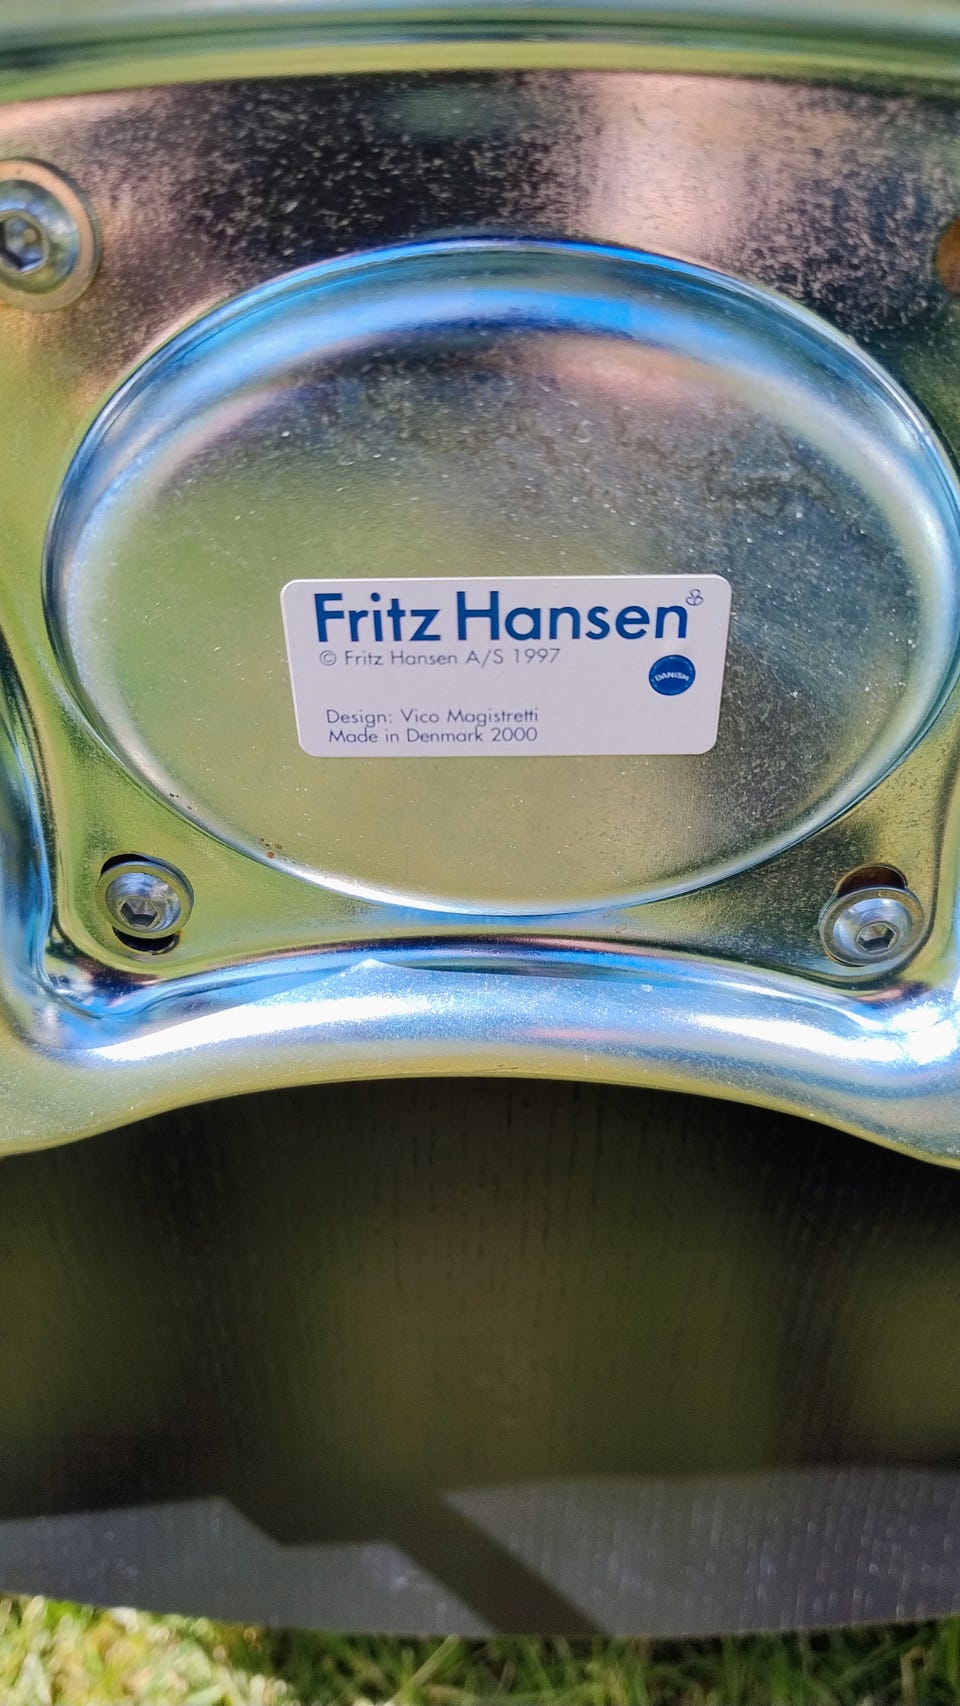 Fritz Hansen
© Fritz Hansen A/S 1997
DANISH
Design: Vico Magistretti
Made in Denmark 2000